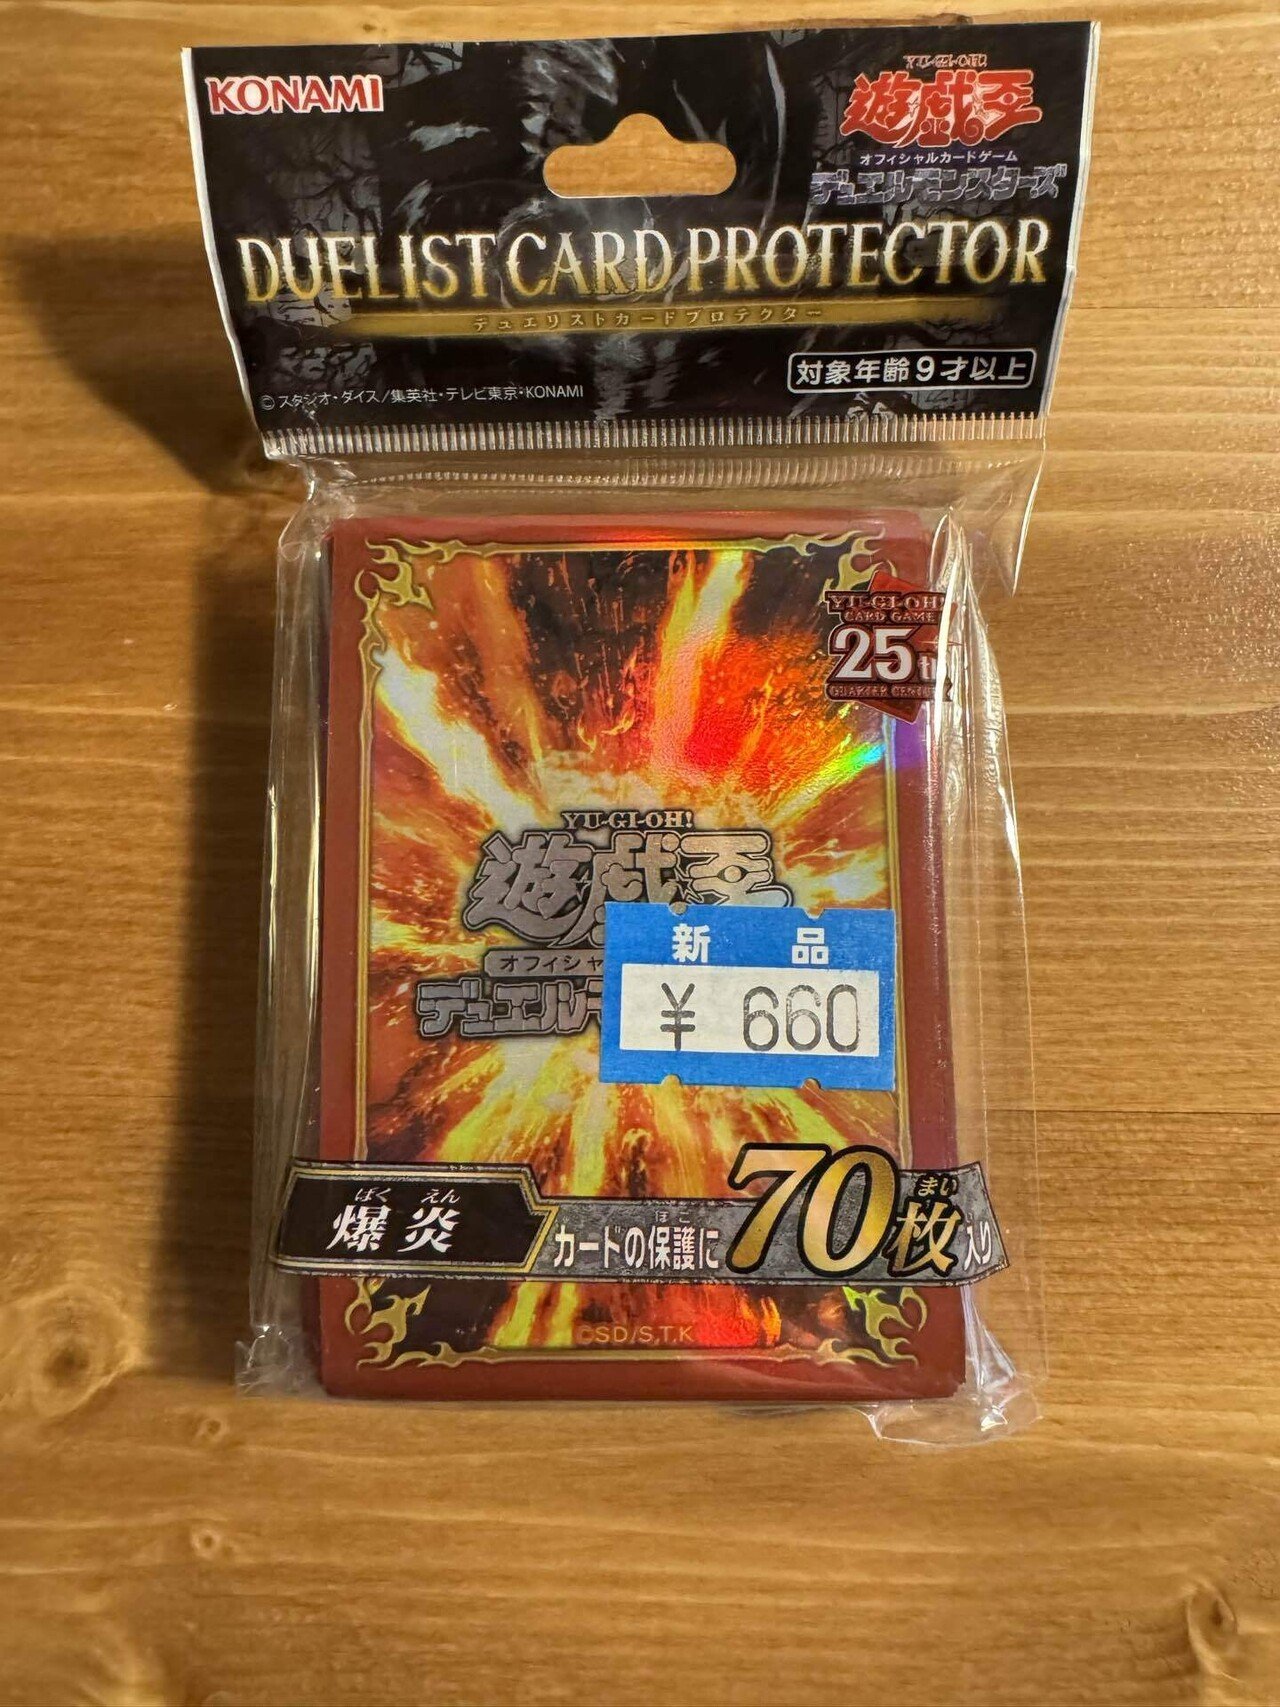 KONAMI
YU-GI-OH!
遊戯王
オフィシャルカードゲーム
デュエルモンスターズ
DUELIST CARD PROTECTOR
デュエリストカードプロテクター
対象年齢9才以上
©スタジオ・ダイス/集英社・テレビ東京・KONAMI
YU-GI-OH!
CARD GAME
25th
YU-GI-OH!
遊戯王
オフィシャ
デュエル
新品
¥ 660
ばく えん
爆炎
ほご まい
カードの保護に70枚入り
©SD/S,T,K